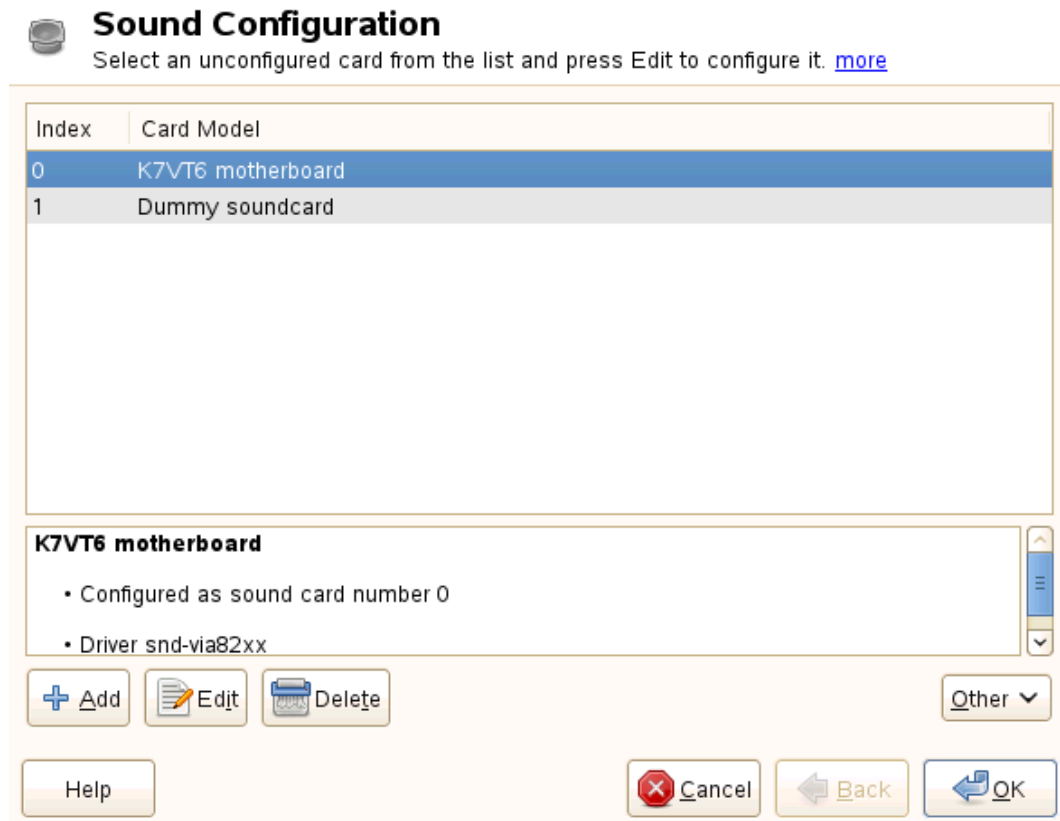 Sound Configuration
Select an unconfigured card from the list and press Edit to configure it. more
Index Card Model
0 K7VT6 motherboard
1 Dummy soundcard
K7VT6 motherboard
• Configured as sound card number 0
• Driver snd-via82xx
Add Edit Delete Other
Help Cancel Back OK